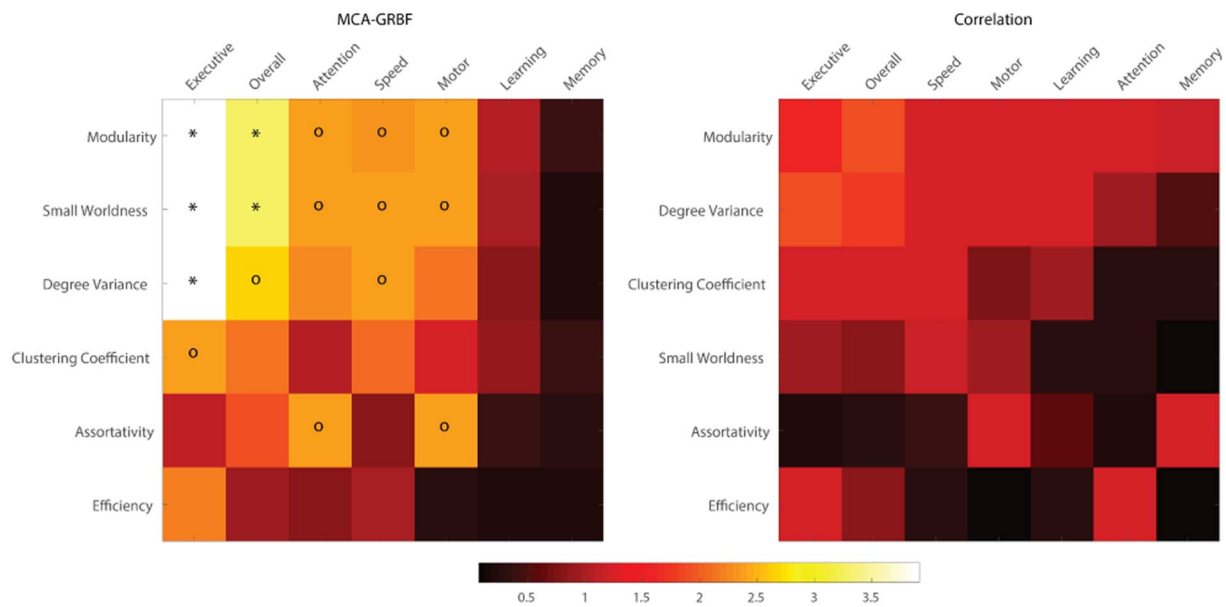 MCA-GRBF
Executive Overall Attention Speed Motor Learning Memory
Modularity * * o o o
Small Worldness * * o o o
Degree Variance * o o
Clustering Coefficient o
Assortativity o o
Efficiency
Correlation
Executive Overall Speed Motor Learning Attention Memory
Modularity
Degree Variance
Clustering Coefficient
Small Worldness
Assortativity
Efficiency
0.5 1 1.5 2 2.5 3 3.5